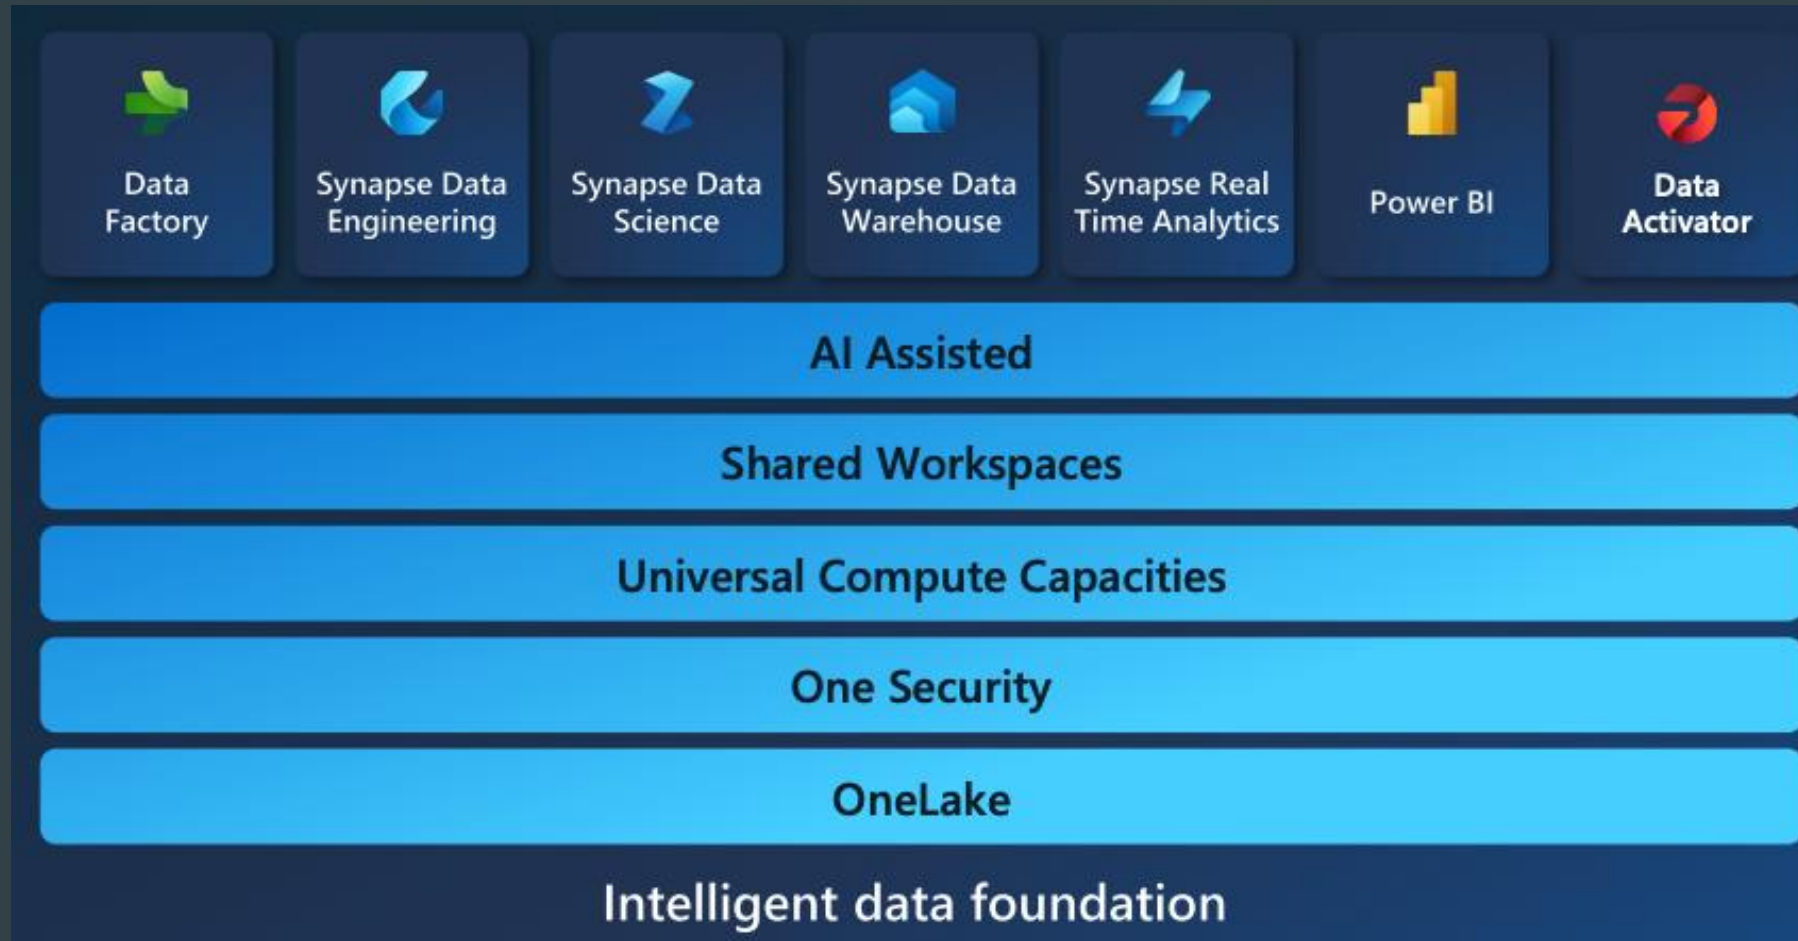 Data
Factory
Synapse Data
Engineering
Synapse Data
Science
Synapse Data
Warehouse
Synapse Real
Time Analytics
Power BI
Data
Activator
AI Assisted
Shared Workspaces
Universal Compute Capacities
One Security
OneLake
Intelligent data foundation